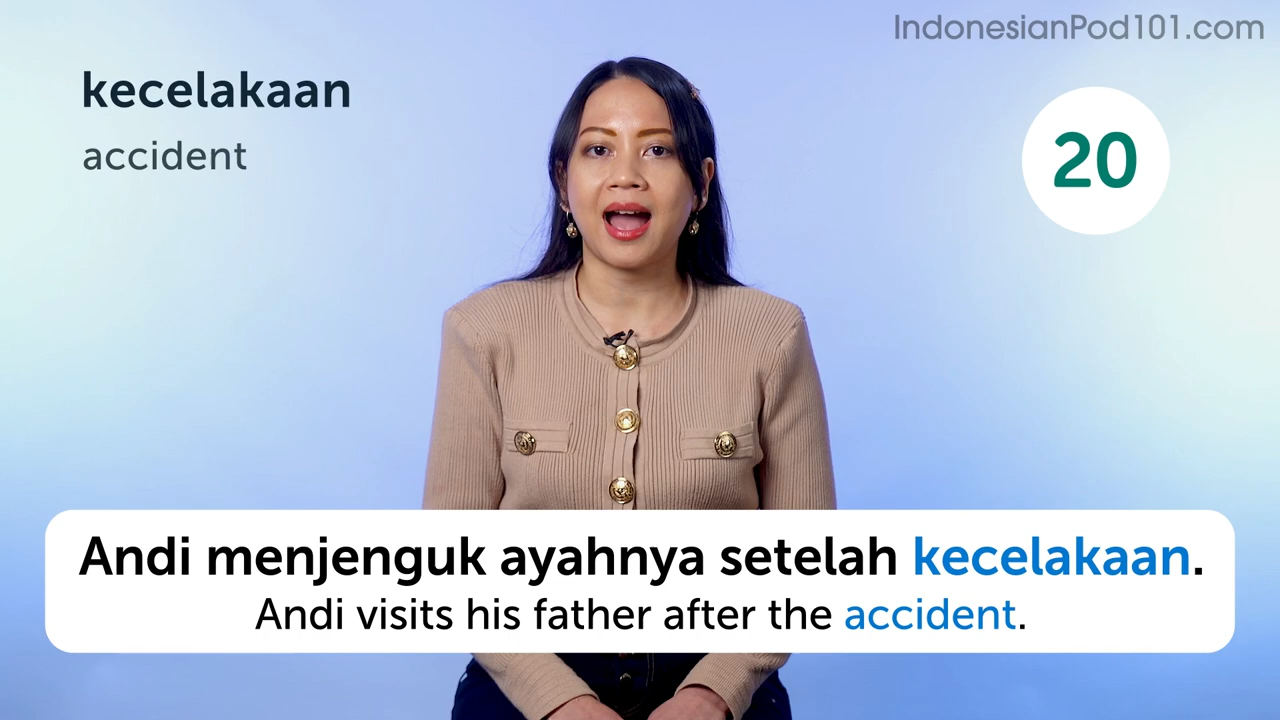 IndonesianPod101.com
kecelakaan
accident
20
Andi menjenguk ayahnya setelah kecelakaan.
Andi visits his father after the accident.